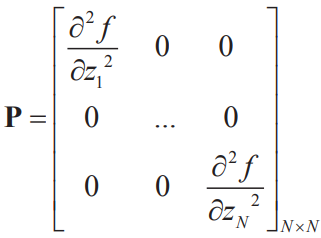 ∂²f/∂z₁² 0 0
P = 0 ... 0
0 0 ∂²f/∂z_N²
N×N